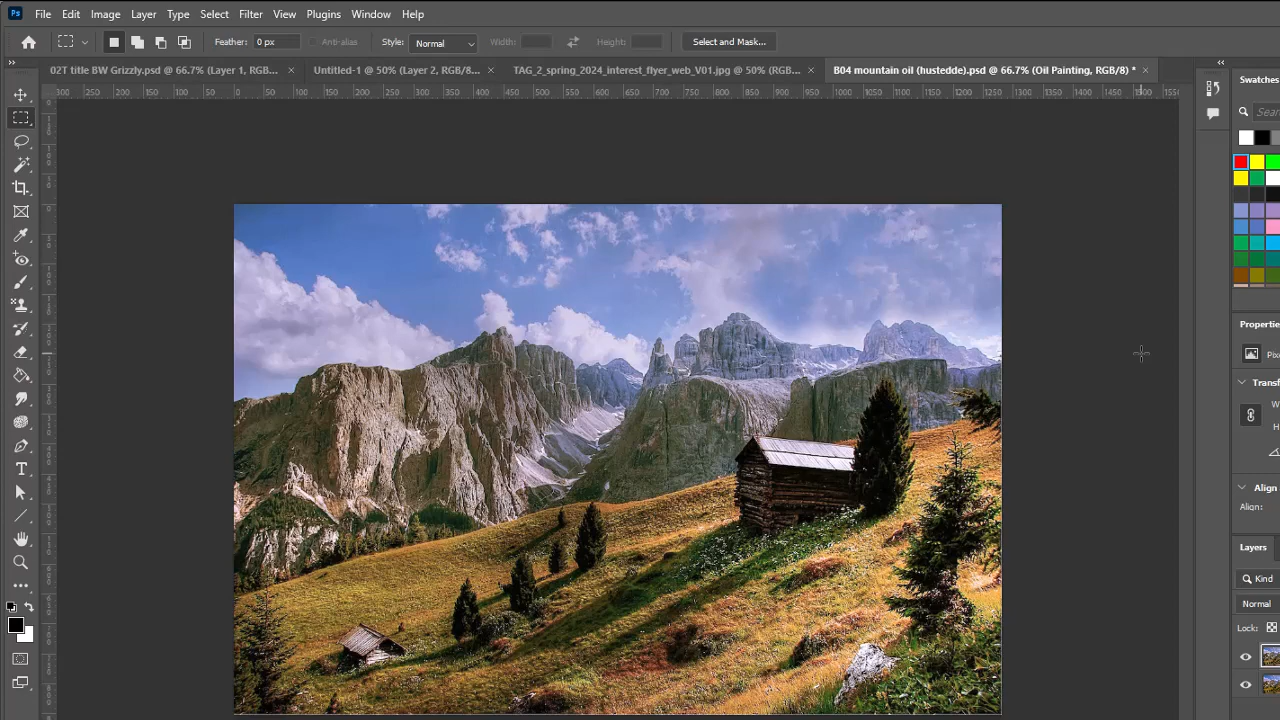 Ps File Edit Image Layer Type Select Filter View Plugins Window Help
Feather: 0 px Anti-alias Style: Normal Width: Height: Select and Mask...
02T title BW Grizzly.psd @ 66.7% (Layer 1, RGB... × Untitled-1 @ 50% (Layer 2, RGB/8... × TAG_2_spring_2024_interest_flyer_web_V01.jpg @ 50% (RGB... × B04 mountain oil (hustedde).psd @ 66.7% (Oil Painting, RGB/8) * ×
300 250 200 150 100 50 0 50 100 150 200 250 300 350 400 450 500 550 600 650 700 750 800 850 900 950 1000 1050 1100 1150 1200 1250 1300 1350 1400 1450 1500 1550
Swatches
Sear
Properties
Pixe
Transf
W
H
Align
Align:
Layers
Kind
Normal
Lock: